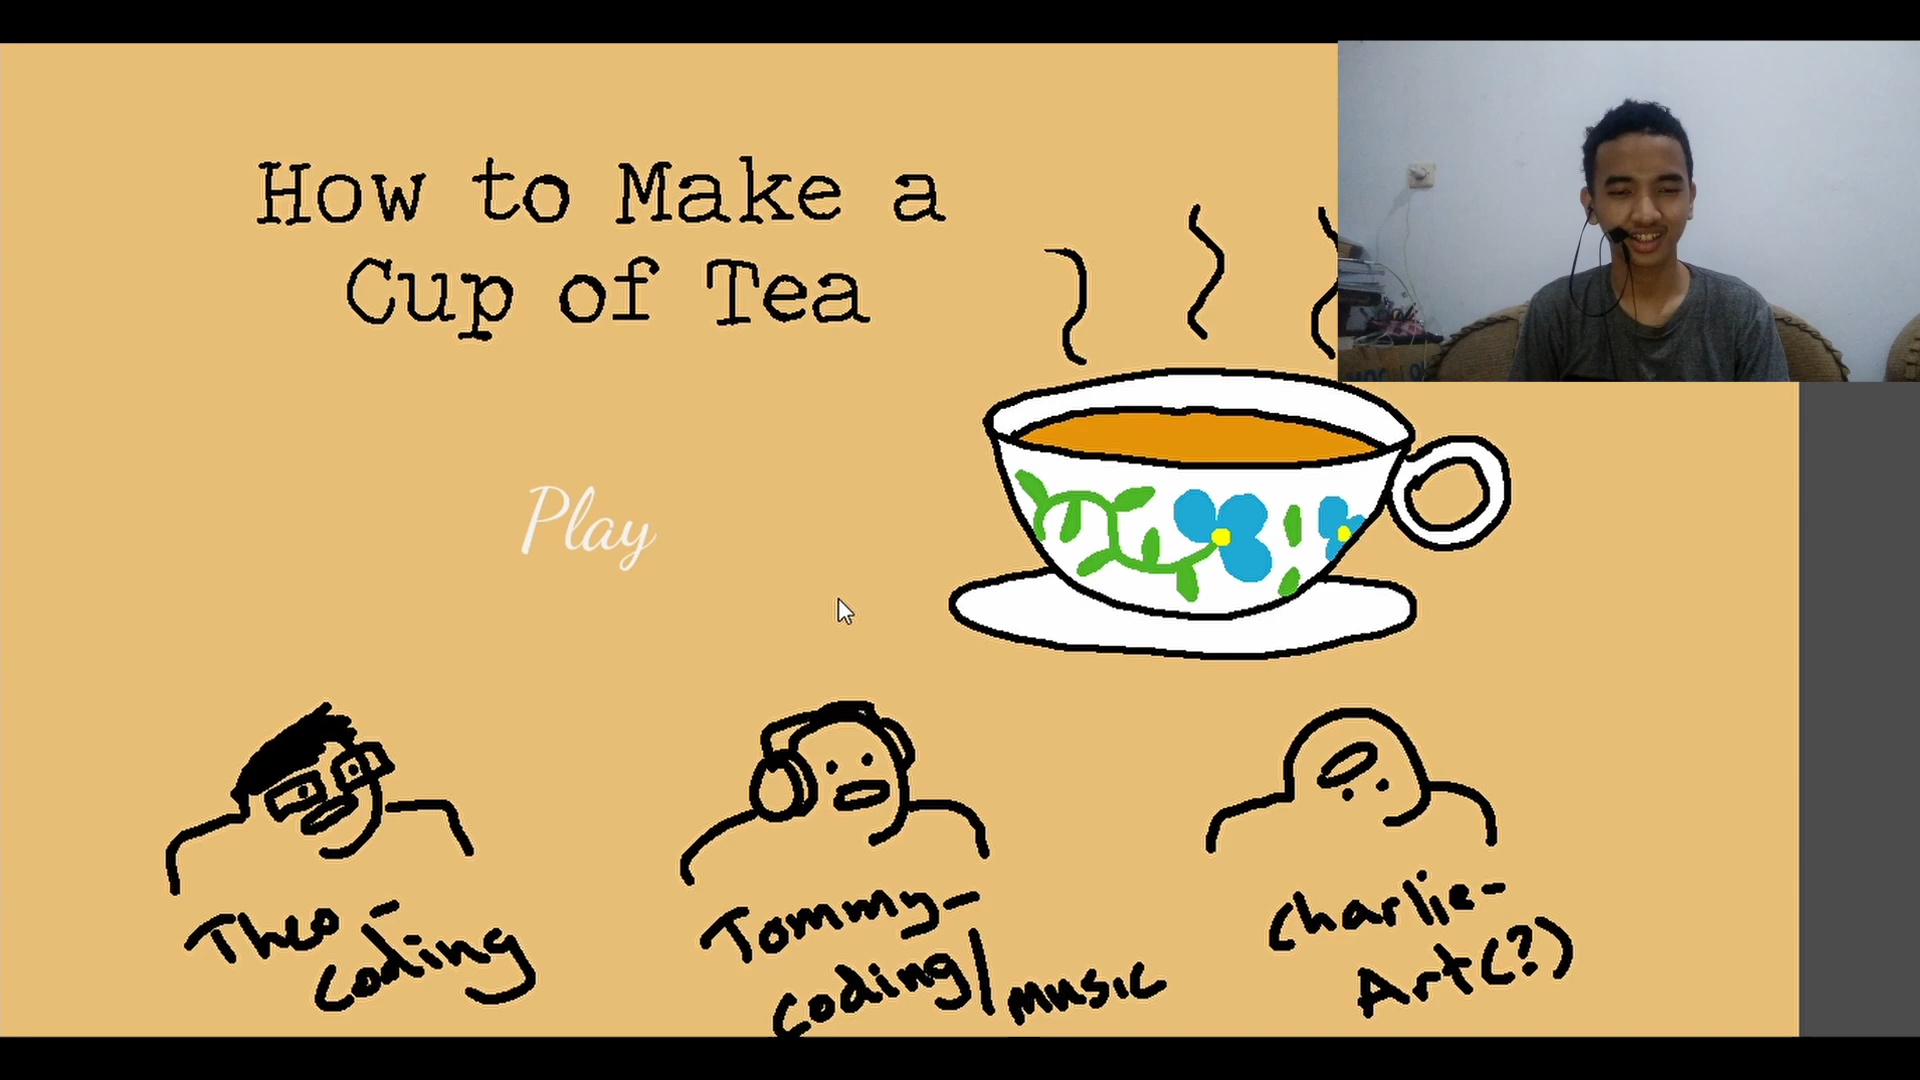 How to Make a
Cup of Tea
Play
Theo-
Coding
Tommy-
Coding/Music
Charlie-
Art(?)